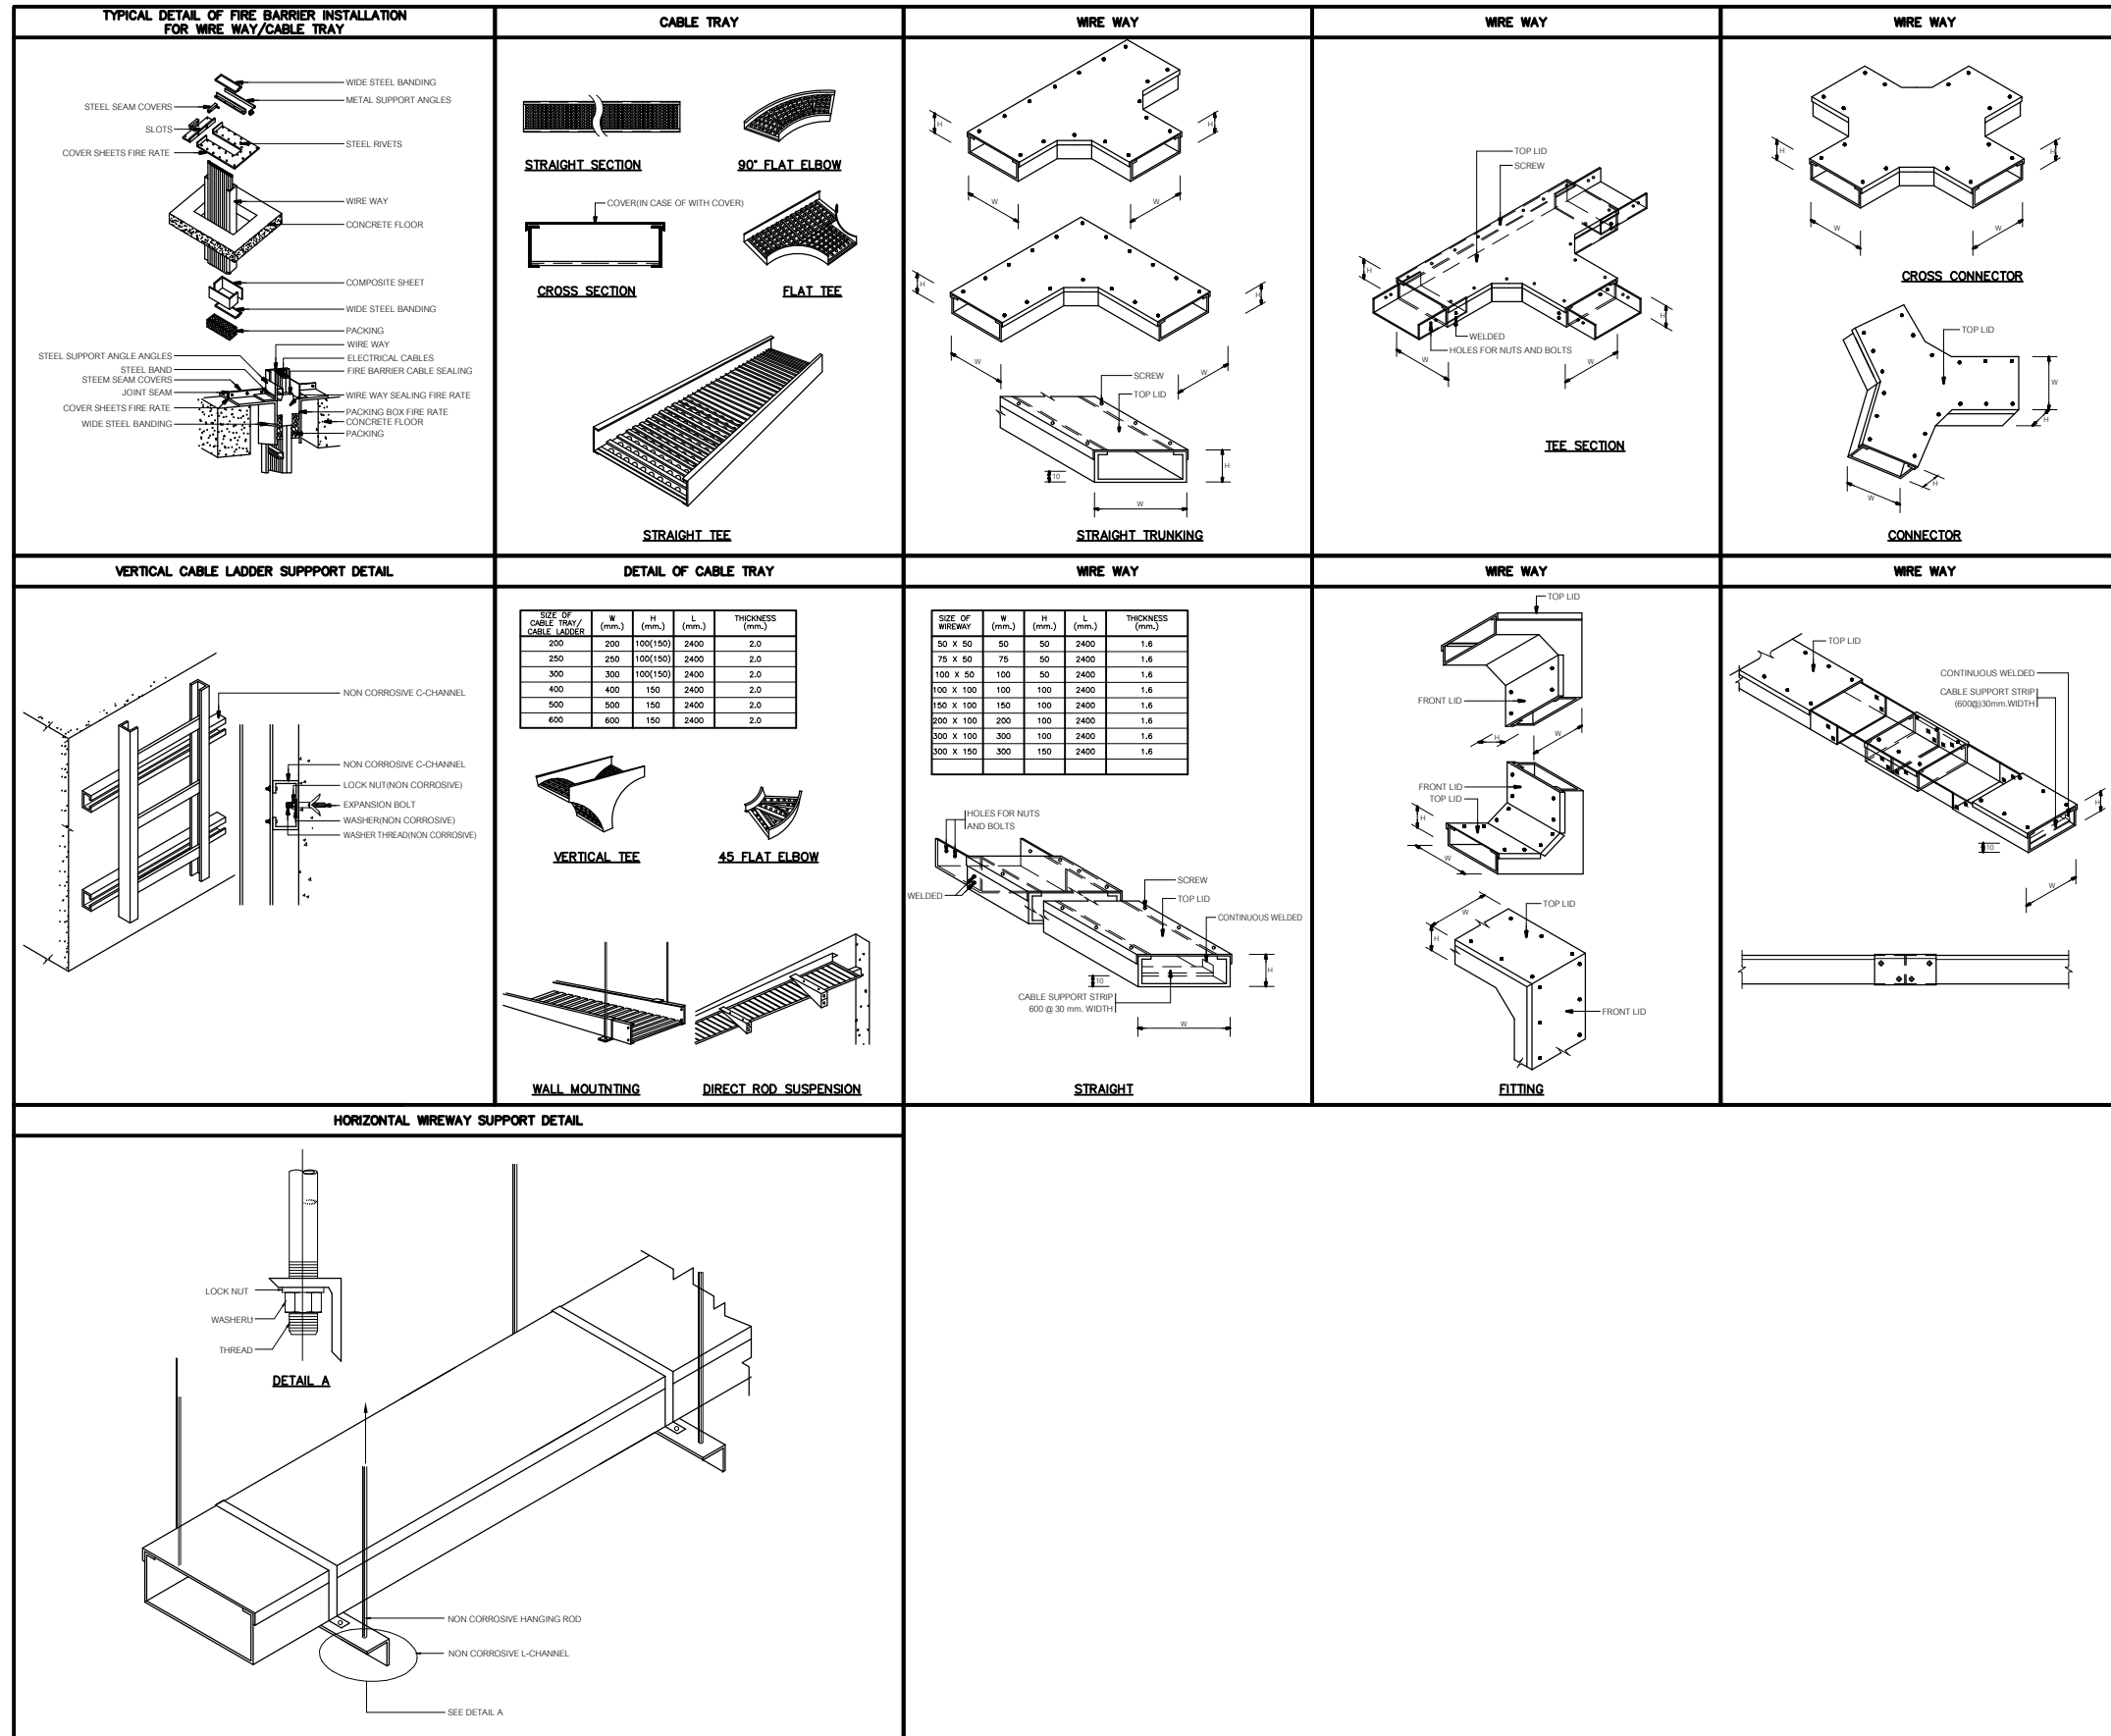 TYPICAL DETAIL OF FIRE BARRIER INSTALLATION
FOR WIRE WAY/CABLE TRAY
WIDE STEEL BANDING
METAL SUPPORT ANGLES
STEEL SEAM COVERS
SLOTS
STEEL RIVETS
COVER SHEETS FIRE RATE
WIRE WAY
CONCRETE FLOOR
COMPOSITE SHEET
WIDE STEEL BANDING
PACKING
WIRE WAY
STEEL SUPPORT ANGLE ANGLES
ELECTRICAL CABLES
STEEL BAND
FIRE BARRIER CABLE SEALING
STEEM SEAM COVERS
JOINT SEAM
WIRE WAY SEALING FIRE RATE
COVER SHEETS FIRE RATE
PACKING BOX FIRE RATE
CONCRETE FLOOR
WIDE STEEL BANDING
PACKING
CABLE TRAY
STRAIGHT SECTION
90° FLAT ELBOW
COVER(IN CASE OF WITH COVER)
CROSS SECTION
FLAT TEE
STRAIGHT TEE
WIRE WAY
H
H
W
W
H
H
W
W
SCREW
TOP LID
10
H
W
STRAIGHT TRUNKING
WIRE WAY
TOP LID
SCREW
H
H
WELDED
HOLES FOR NUTS AND BOLTS
W
W
TEE SECTION
WIRE WAY
H
H
W
W
CROSS CONNECTOR
TOP LID
W
H
H
W
CONNECTOR
VERTICAL CABLE LADDER SUPPPORT DETAIL
NON CORROSIVE C-CHANNEL
NON CORROSIVE C-CHANNEL
LOCK NUT(NON CORROSIVE)
EXPANSION BOLT
WASHER(NON CORROSIVE)
WASHER THREAD(NON CORROSIVE)
DETAIL OF CABLE TRAY
SIZE OF CABLE TRAY/ CABLE LADDER W (mm.) H (mm.) L (mm.) THICKNESS (mm.)
200 200 100(150) 2400 2.0
250 250 100(150) 2400 2.0
300 300 100(150) 2400 2.0
400 400 150 2400 2.0
500 500 150 2400 2.0
600 600 150 2400 2.0
VERTICAL TEE
45 FLAT ELBOW
WALL MOUTNTING
DIRECT ROD SUSPENSION
WIRE WAY
SIZE OF WIREWAY W (mm.) H (mm.) L (mm.) THICKNESS (mm.)
50 X 50 50 50 2400 1.6
75 X 50 75 50 2400 1.6
100 X 50 100 50 2400 1.6
100 X 100 100 100 2400 1.6
150 X 100 150 100 2400 1.6
200 X 100 200 100 2400 1.6
300 X 100 300 100 2400 1.6
300 X 150 300 150 2400 1.6
HOLES FOR NUTS
AND BOLTS
WELDED
SCREW
TOP LID
CONTINUOUS WELDED
H
10
CABLE SUPPORT STRIP
600 @ 30 mm. WIDTH
W
STRAIGHT
WIRE WAY
TOP LID
FRONT LID
H
W
FRONT LID
TOP LID
H
W
W
TOP LID
H
FRONT LID
FITTING
WIRE WAY
TOP LID
CONTINUOUS WELDED
CABLE SUPPORT STRIP
(600@)30mm.WIDTH
H
10
W
HORIZONTAL WIREWAY SUPPORT DETAIL
LOCK NUT
WASHERU
THREAD
DETAIL A
NON CORROSIVE HANGING ROD
NON CORROSIVE L-CHANNEL
SEE DETAIL A